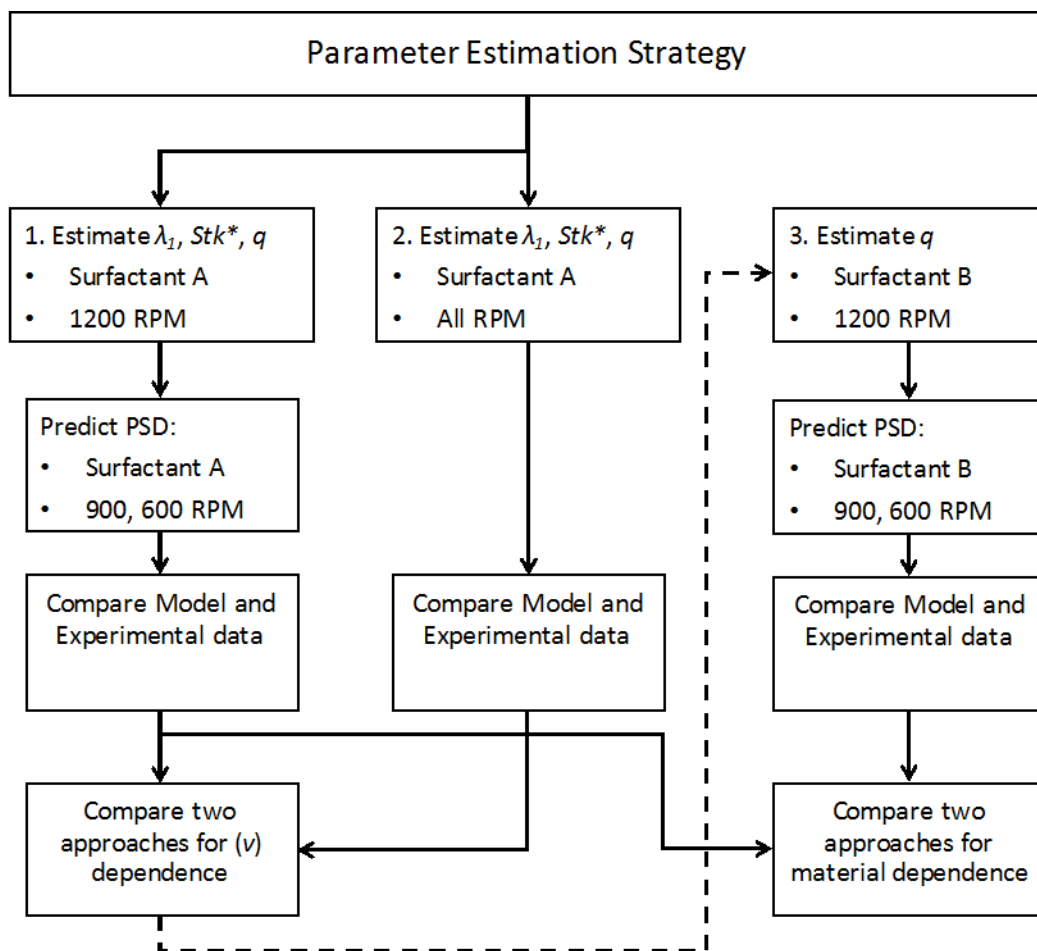 Parameter Estimation Strategy
1. Estimate λ₁, Stk*, q
• Surfactant A
• 1200 RPM
2. Estimate λ₁, Stk*, q
• Surfactant A
• All RPM
3. Estimate q
• Surfactant B
• 1200 RPM
Predict PSD:
• Surfactant A
• 900, 600 RPM
Predict PSD:
• Surfactant B
• 900, 600 RPM
Compare Model and
Experimental data
Compare Model and
Experimental data
Compare Model and
Experimental data
Compare two
approaches for (v)
dependence
Compare two
approaches for
material dependence